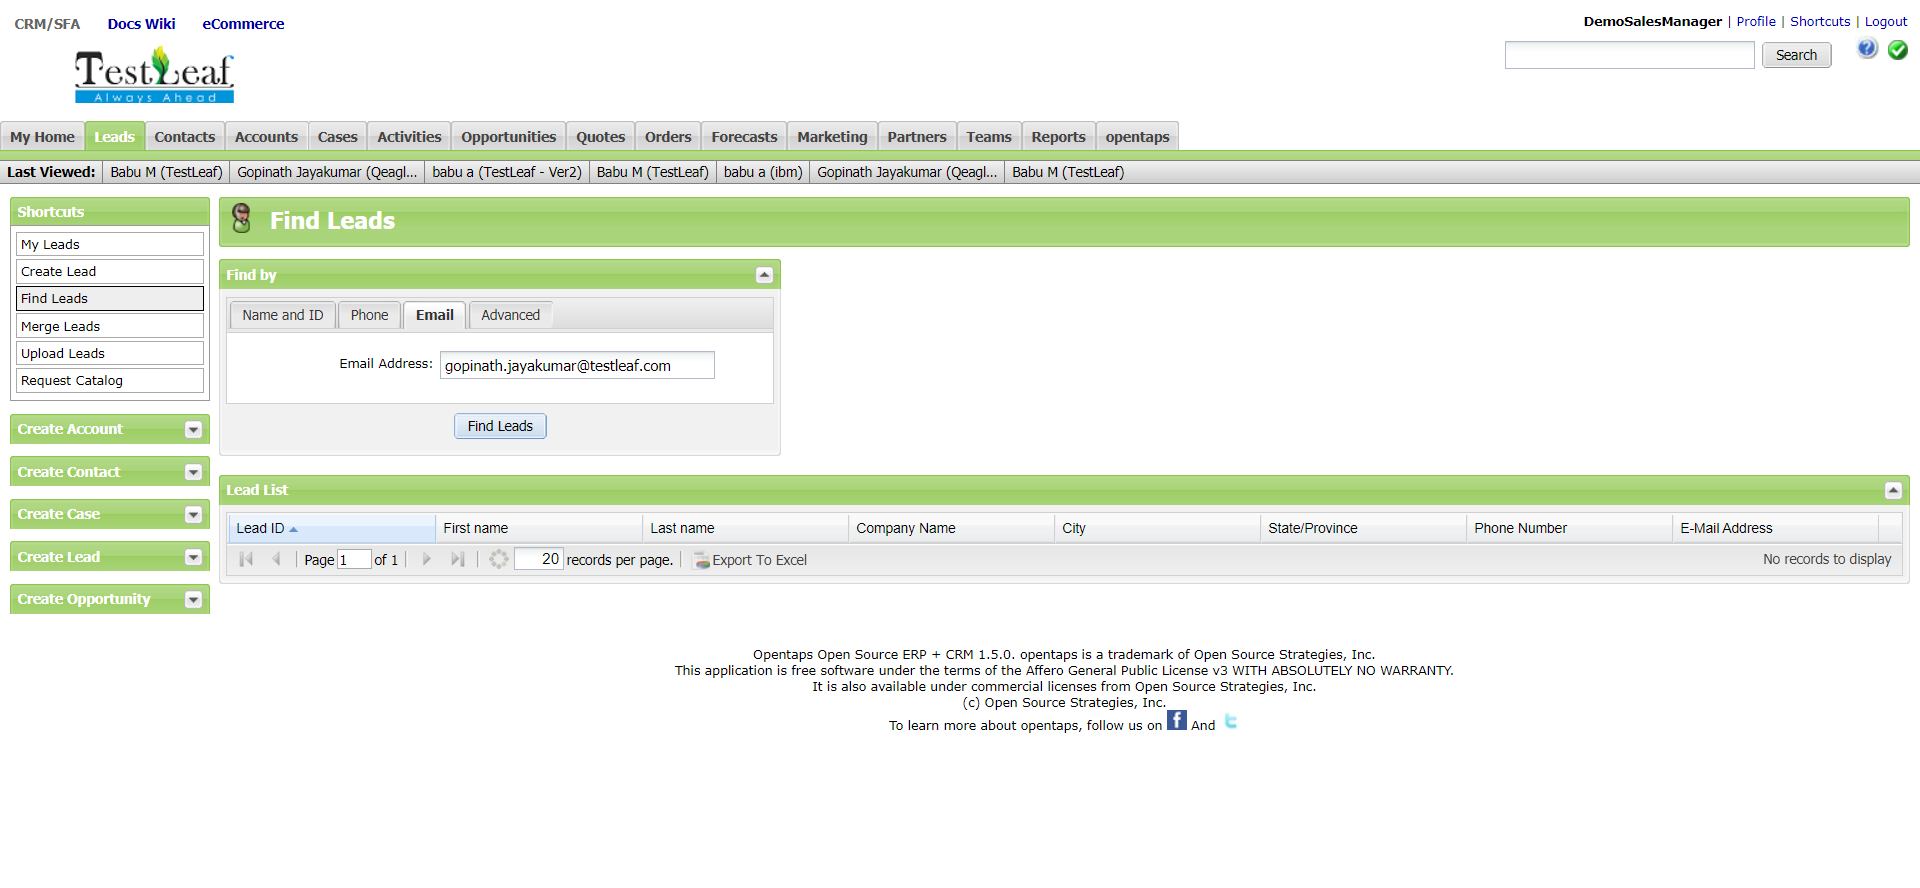 CRM/SFA Docs Wiki eCommerce
DemoSalesManager | Profile | Shortcuts | Logout
Search
TestLeaf
Always Ahead
My Home Leads Contacts Accounts Cases Activities Opportunities Quotes Orders Forecasts Marketing Partners Teams Reports opentaps
Last Viewed: Babu M (TestLeaf) Gopinath Jayakumar (Qeagl... babu a (TestLeaf - Ver2) Babu M (TestLeaf) babu a (ibm) Gopinath Jayakumar (Qeagl... Babu M (TestLeaf)
Shortcuts
My Leads
Create Lead
Find Leads
Merge Leads
Upload Leads
Request Catalog
Create Account
Create Contact
Create Case
Create Lead
Create Opportunity
Find Leads
Find by
Name and ID Phone Email Advanced
Email Address: gopinath.jayakumar@testleaf.com
Find Leads
Lead List
Lead ID First name Last name Company Name City State/Province Phone Number E-Mail Address
Page 1 of 1 20 records per page. Export To Excel No records to display
Opentaps Open Source ERP + CRM 1.5.0. opentaps is a trademark of Open Source Strategies, Inc.
This application is free software under the terms of the Affero General Public License v3 WITH ABSOLUTELY NO WARRANTY.
It is also available under commercial licenses from Open Source Strategies, Inc.
(c) Open Source Strategies, Inc.
To learn more about opentaps, follow us on f And t